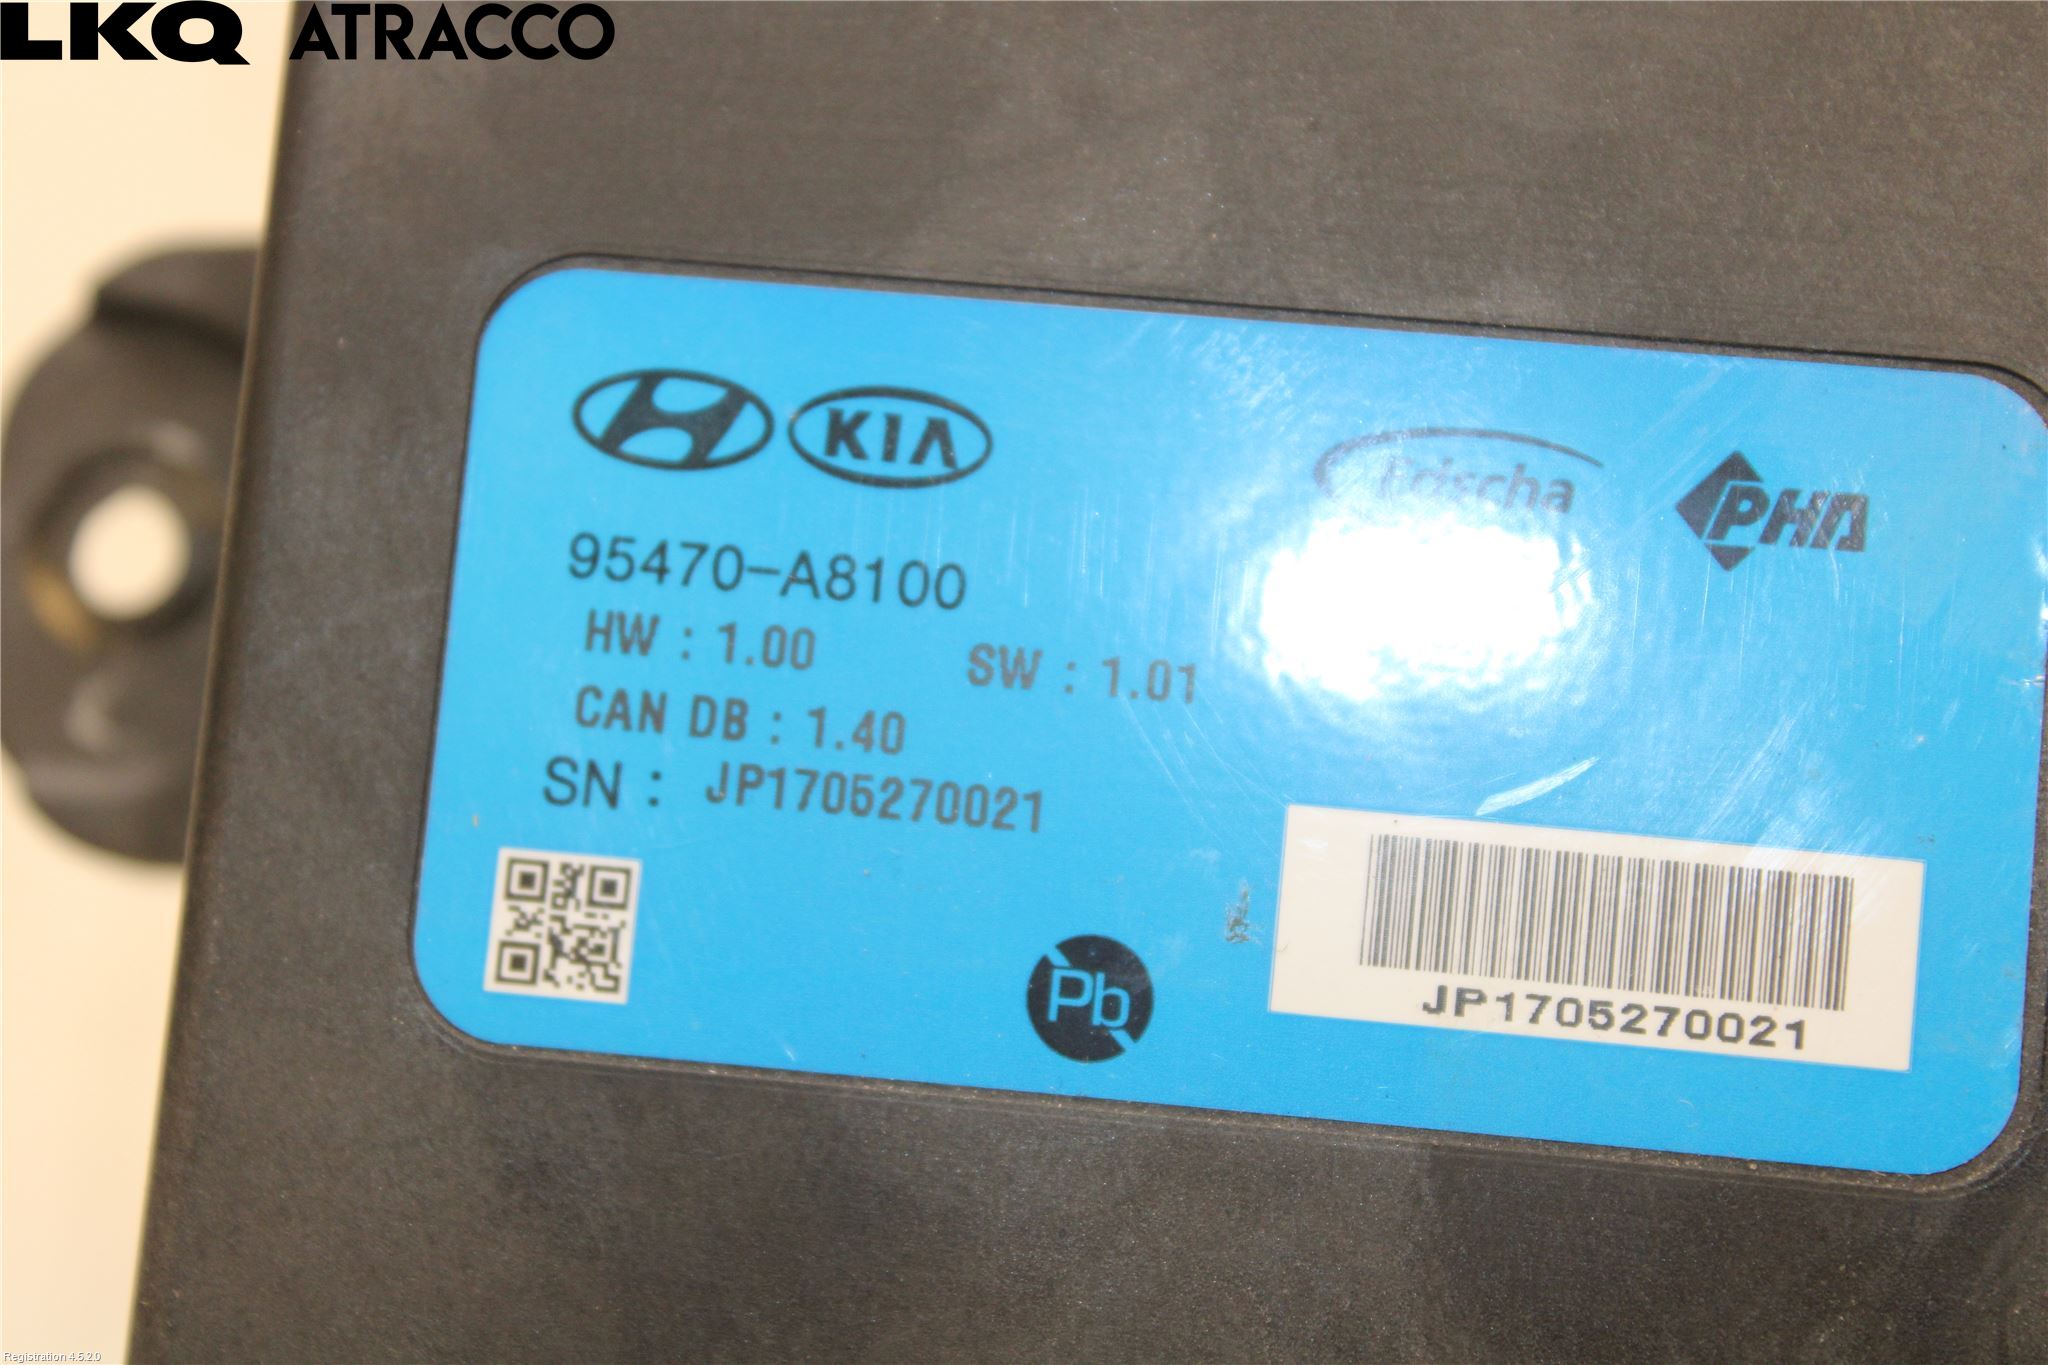 LKQ ATRACCO
KIA Erischa PHA
95470-A8100
HW : 1.00 SW : 1.01
CAN DB : 1.40
SN : JP1705270021
Pb
JP1705270021
Registration 4.5.2.0